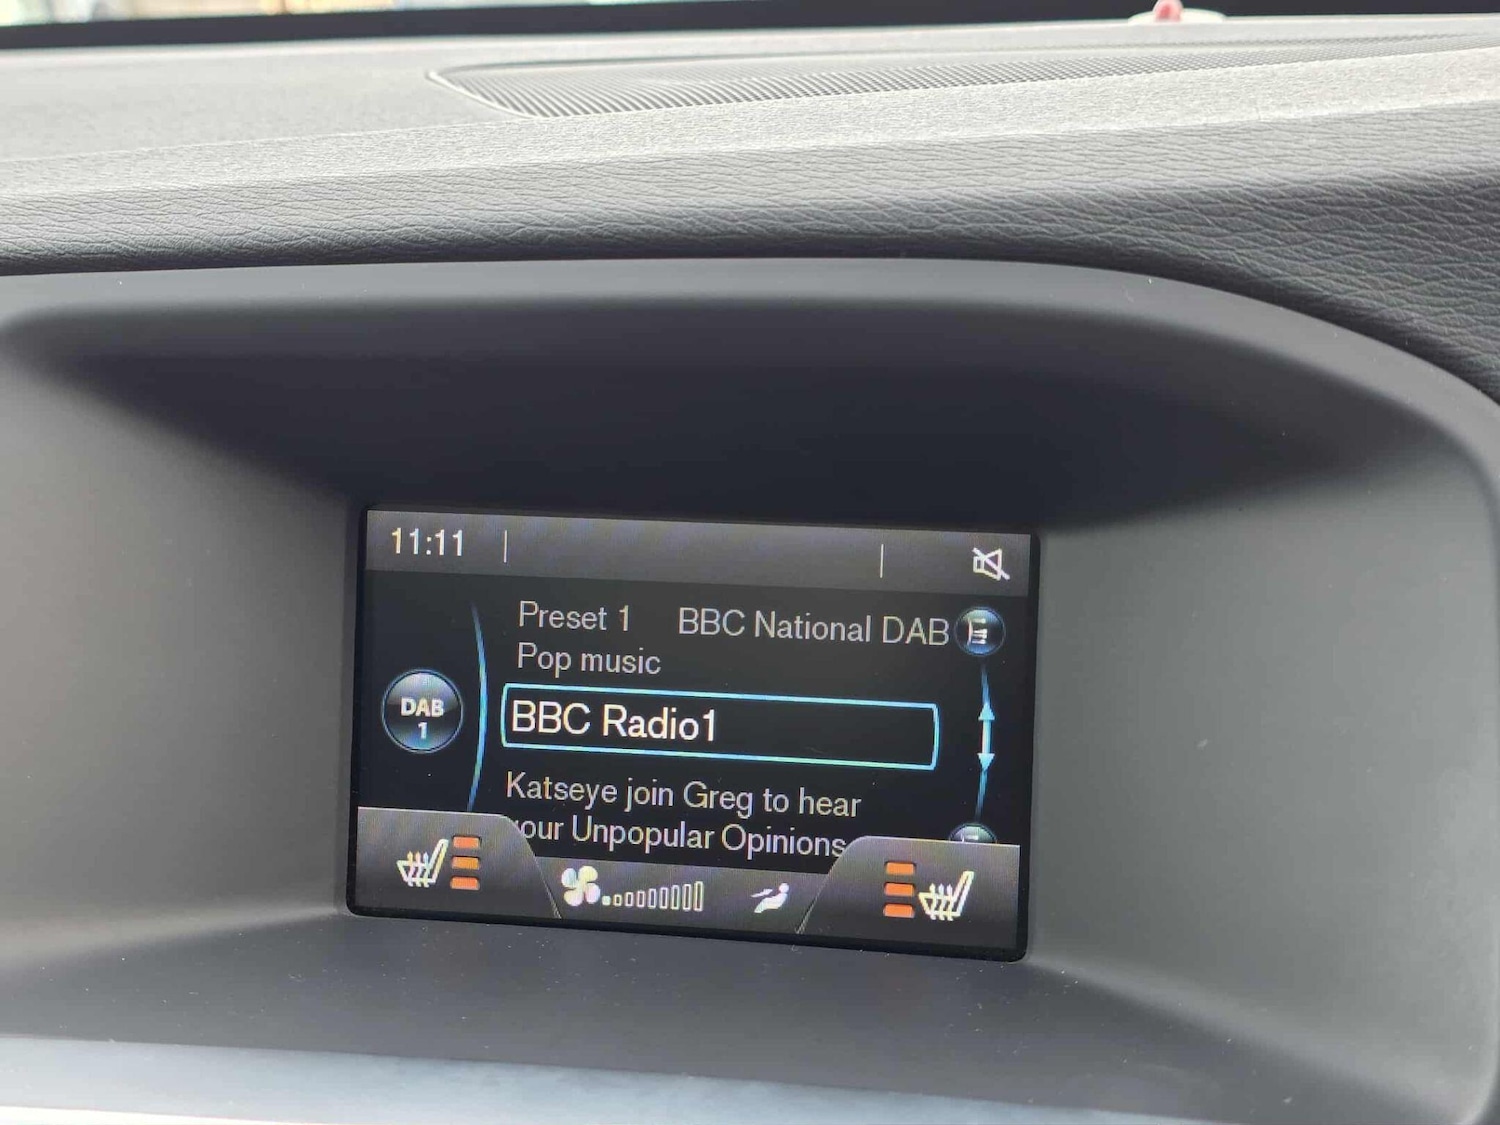 11:11
Preset 1 BBC National DAB
Pop music
DAB
1
BBC Radio1
Katseye join Greg to hear
your Unpopular Opinions